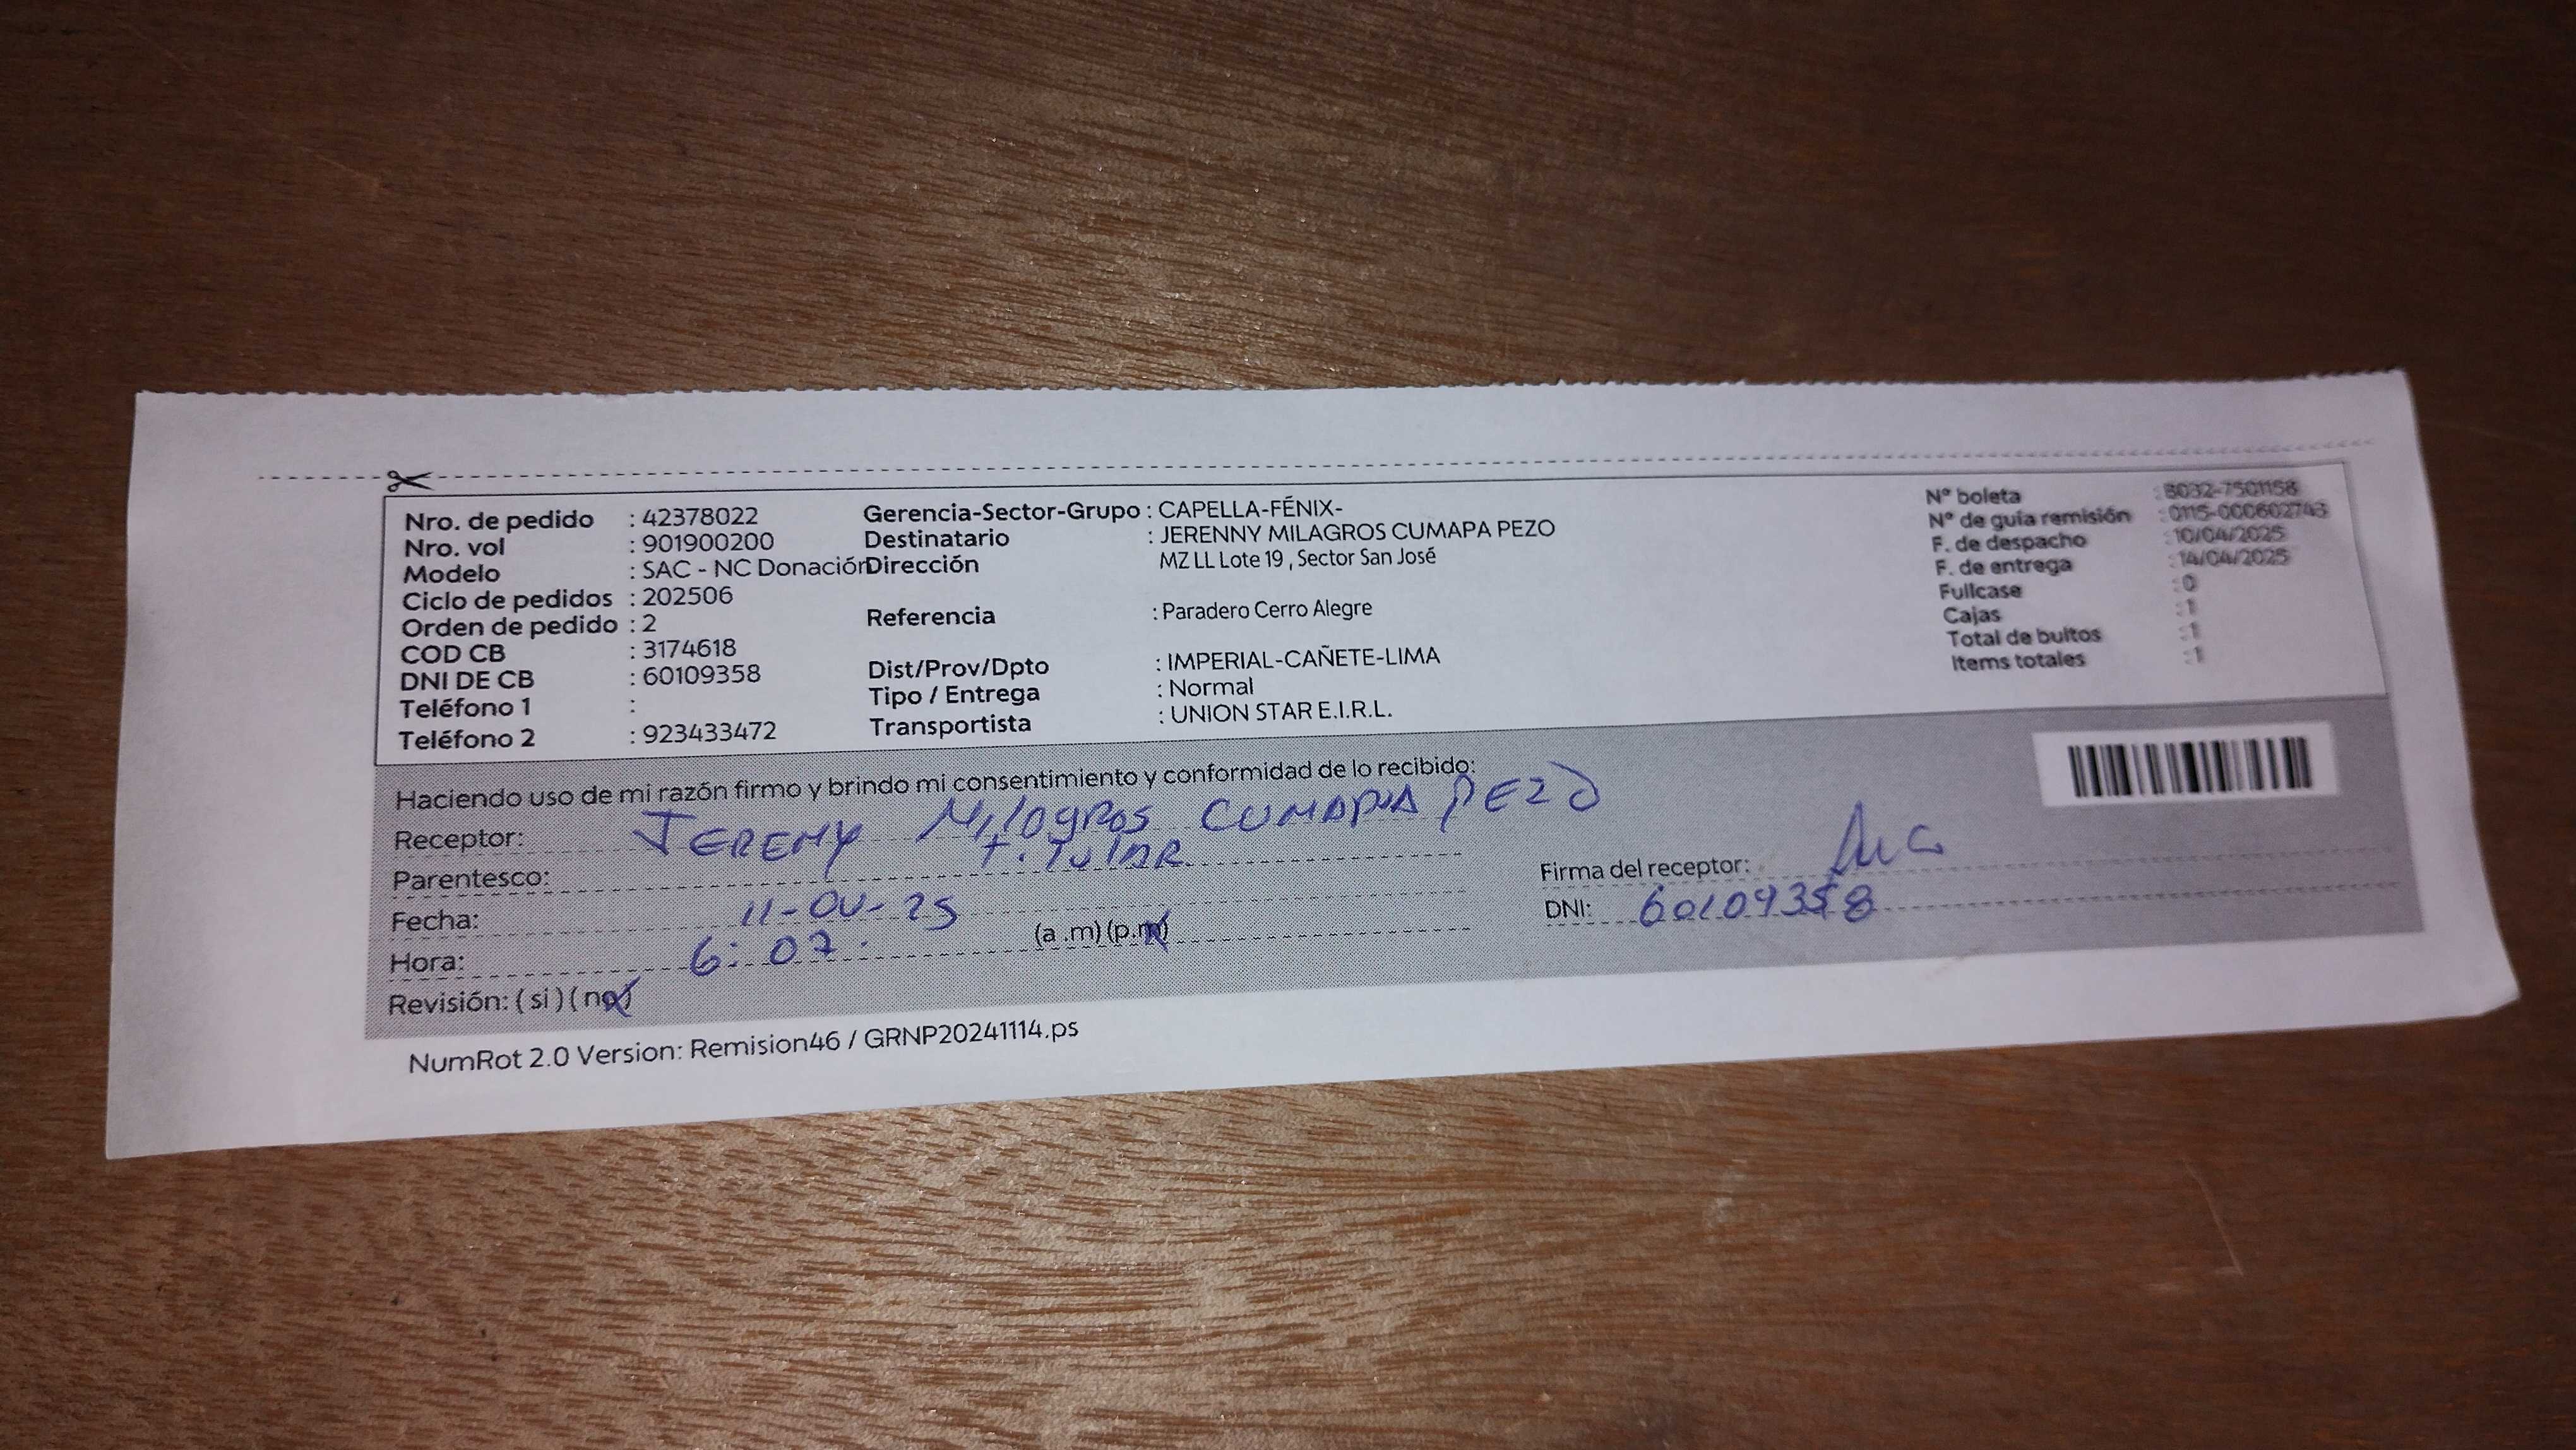 Nro. de pedido : 42378022
Nro. vol : 901900200
Modelo : SAC - NC Donación
Ciclo de pedidos : 202506
Orden de pedido : 2
COD CB : 3174618
DNI DE CB : 60109358
Teléfono 1 :
Teléfono 2 : 923433472
Gerencia-Sector-Grupo : CAPELLA-FÉNIX-
Destinatario : JERENNY MILAGROS CUMAPA PEZO
Dirección MZ LL Lote 19 , Sector San José
Referencia : Paradero Cerro Alegre
Dist/Prov/Dpto : IMPERIAL-CAÑETE-LIMA
Tipo / Entrega : Normal
Transportista : UNION STAR E.I.R.L.
Nº boleta : B032-7501158
Nº de guía remisión : 0115-000602743
F. de despacho : 10/04/2025
F. de entrega : 14/04/2025
Fullcase : 0
Cajas : 1
Total de bultos : 1
Items totales : 1
Haciendo uso de mi razón firmo y brindo mi consentimiento y conformidad de lo recibido:
Receptor: JEREMY Milagros CUMAPA PEZO
Parentesco: T. Tular
Fecha: 11-04-25
Hora: 6:07 (a .m) (p.m)
Revisión: ( si ) ( no )
Firma del receptor:
DNI: 60109358
NumRot 2.0 Version: Remision46 / GRNP20241114.ps